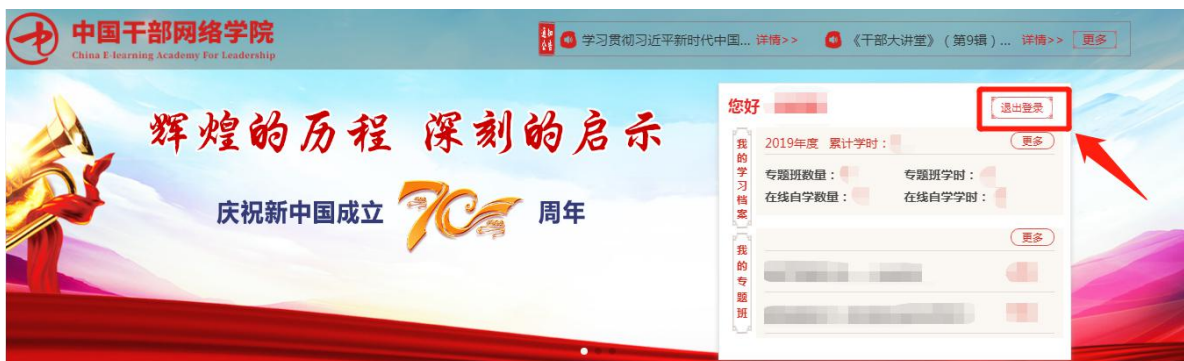 中国干部网络学院
China E-learning Academy For Leadership
通知公告 学习贯彻习近平新时代中国... 详情>> 《干部大讲堂》（第9辑）... 详情>> 更多
辉煌的历程 深刻的启示
庆祝新中国成立 70 周年
您好 退出登录
我的学习档案
2019年度 累计学时： 更多
专题班数量： 专题班学时：
在线自学数量： 在线自学学时：
我的专题班
更多